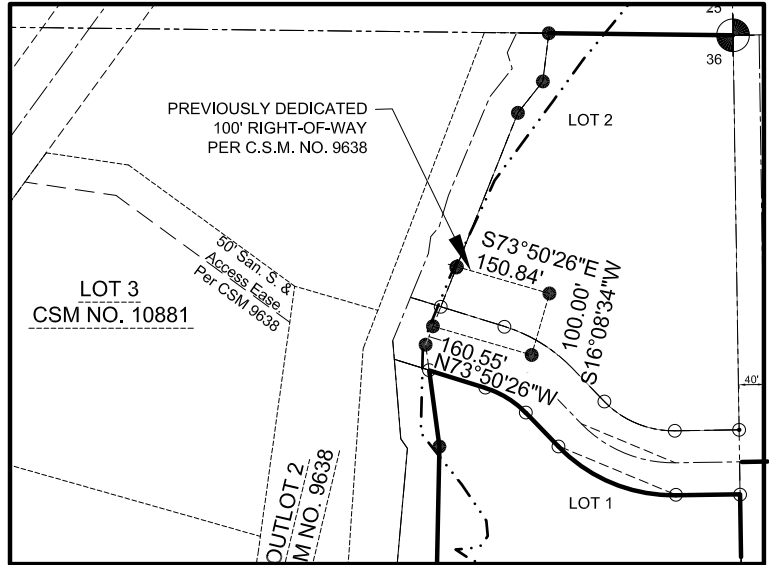 25
36
PREVIOUSLY DEDICATED
100' RIGHT-OF-WAY
PER C.S.M. NO. 9638
LOT 2
S73°50'26"E
150.84'
100.00'
S16°08'34"W
50' San. S. &
Access Ease.
Per CSM 9638
LOT 3
CSM NO. 10881
160.55'
N73°50'26"W
40'
LOT 1
OUTLOT 2
M NO. 9638